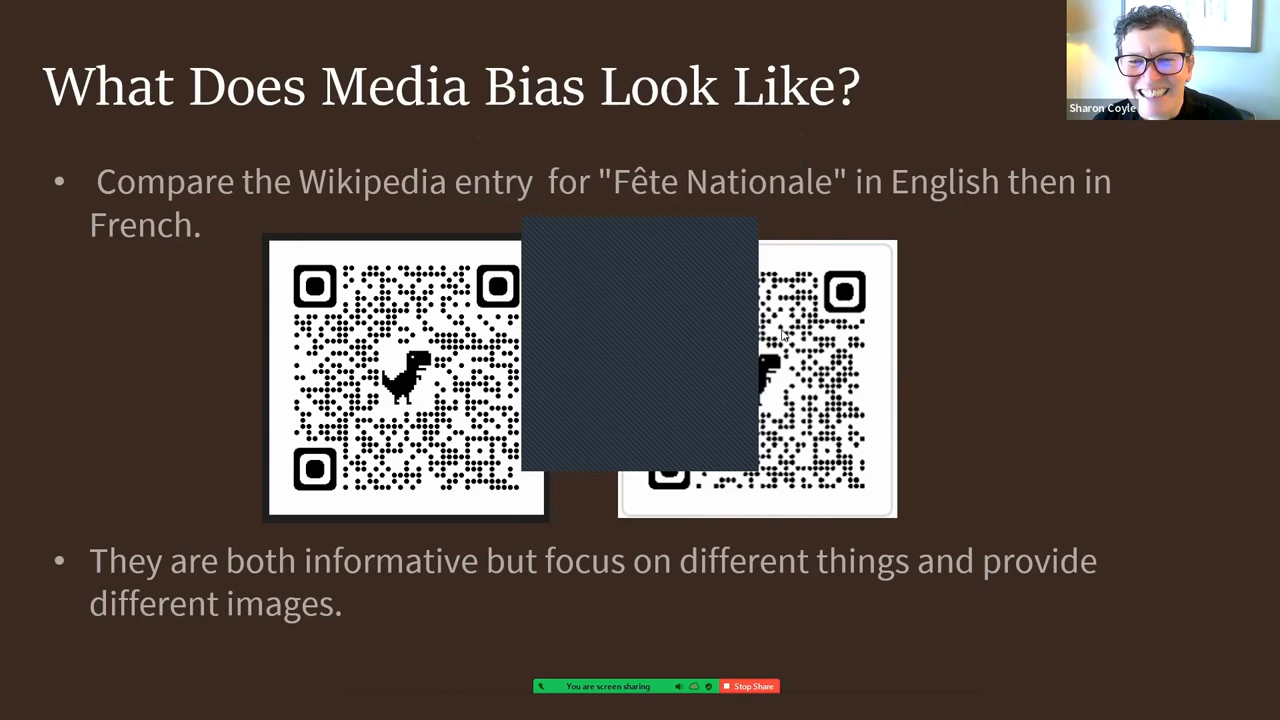 What Does Media Bias Look Like?
Sharon Coyle
• Compare the Wikipedia entry for "Fête Nationale" in English then in
French.
• They are both informative but focus on different things and provide
different images.
You are screen sharing
Stop Share